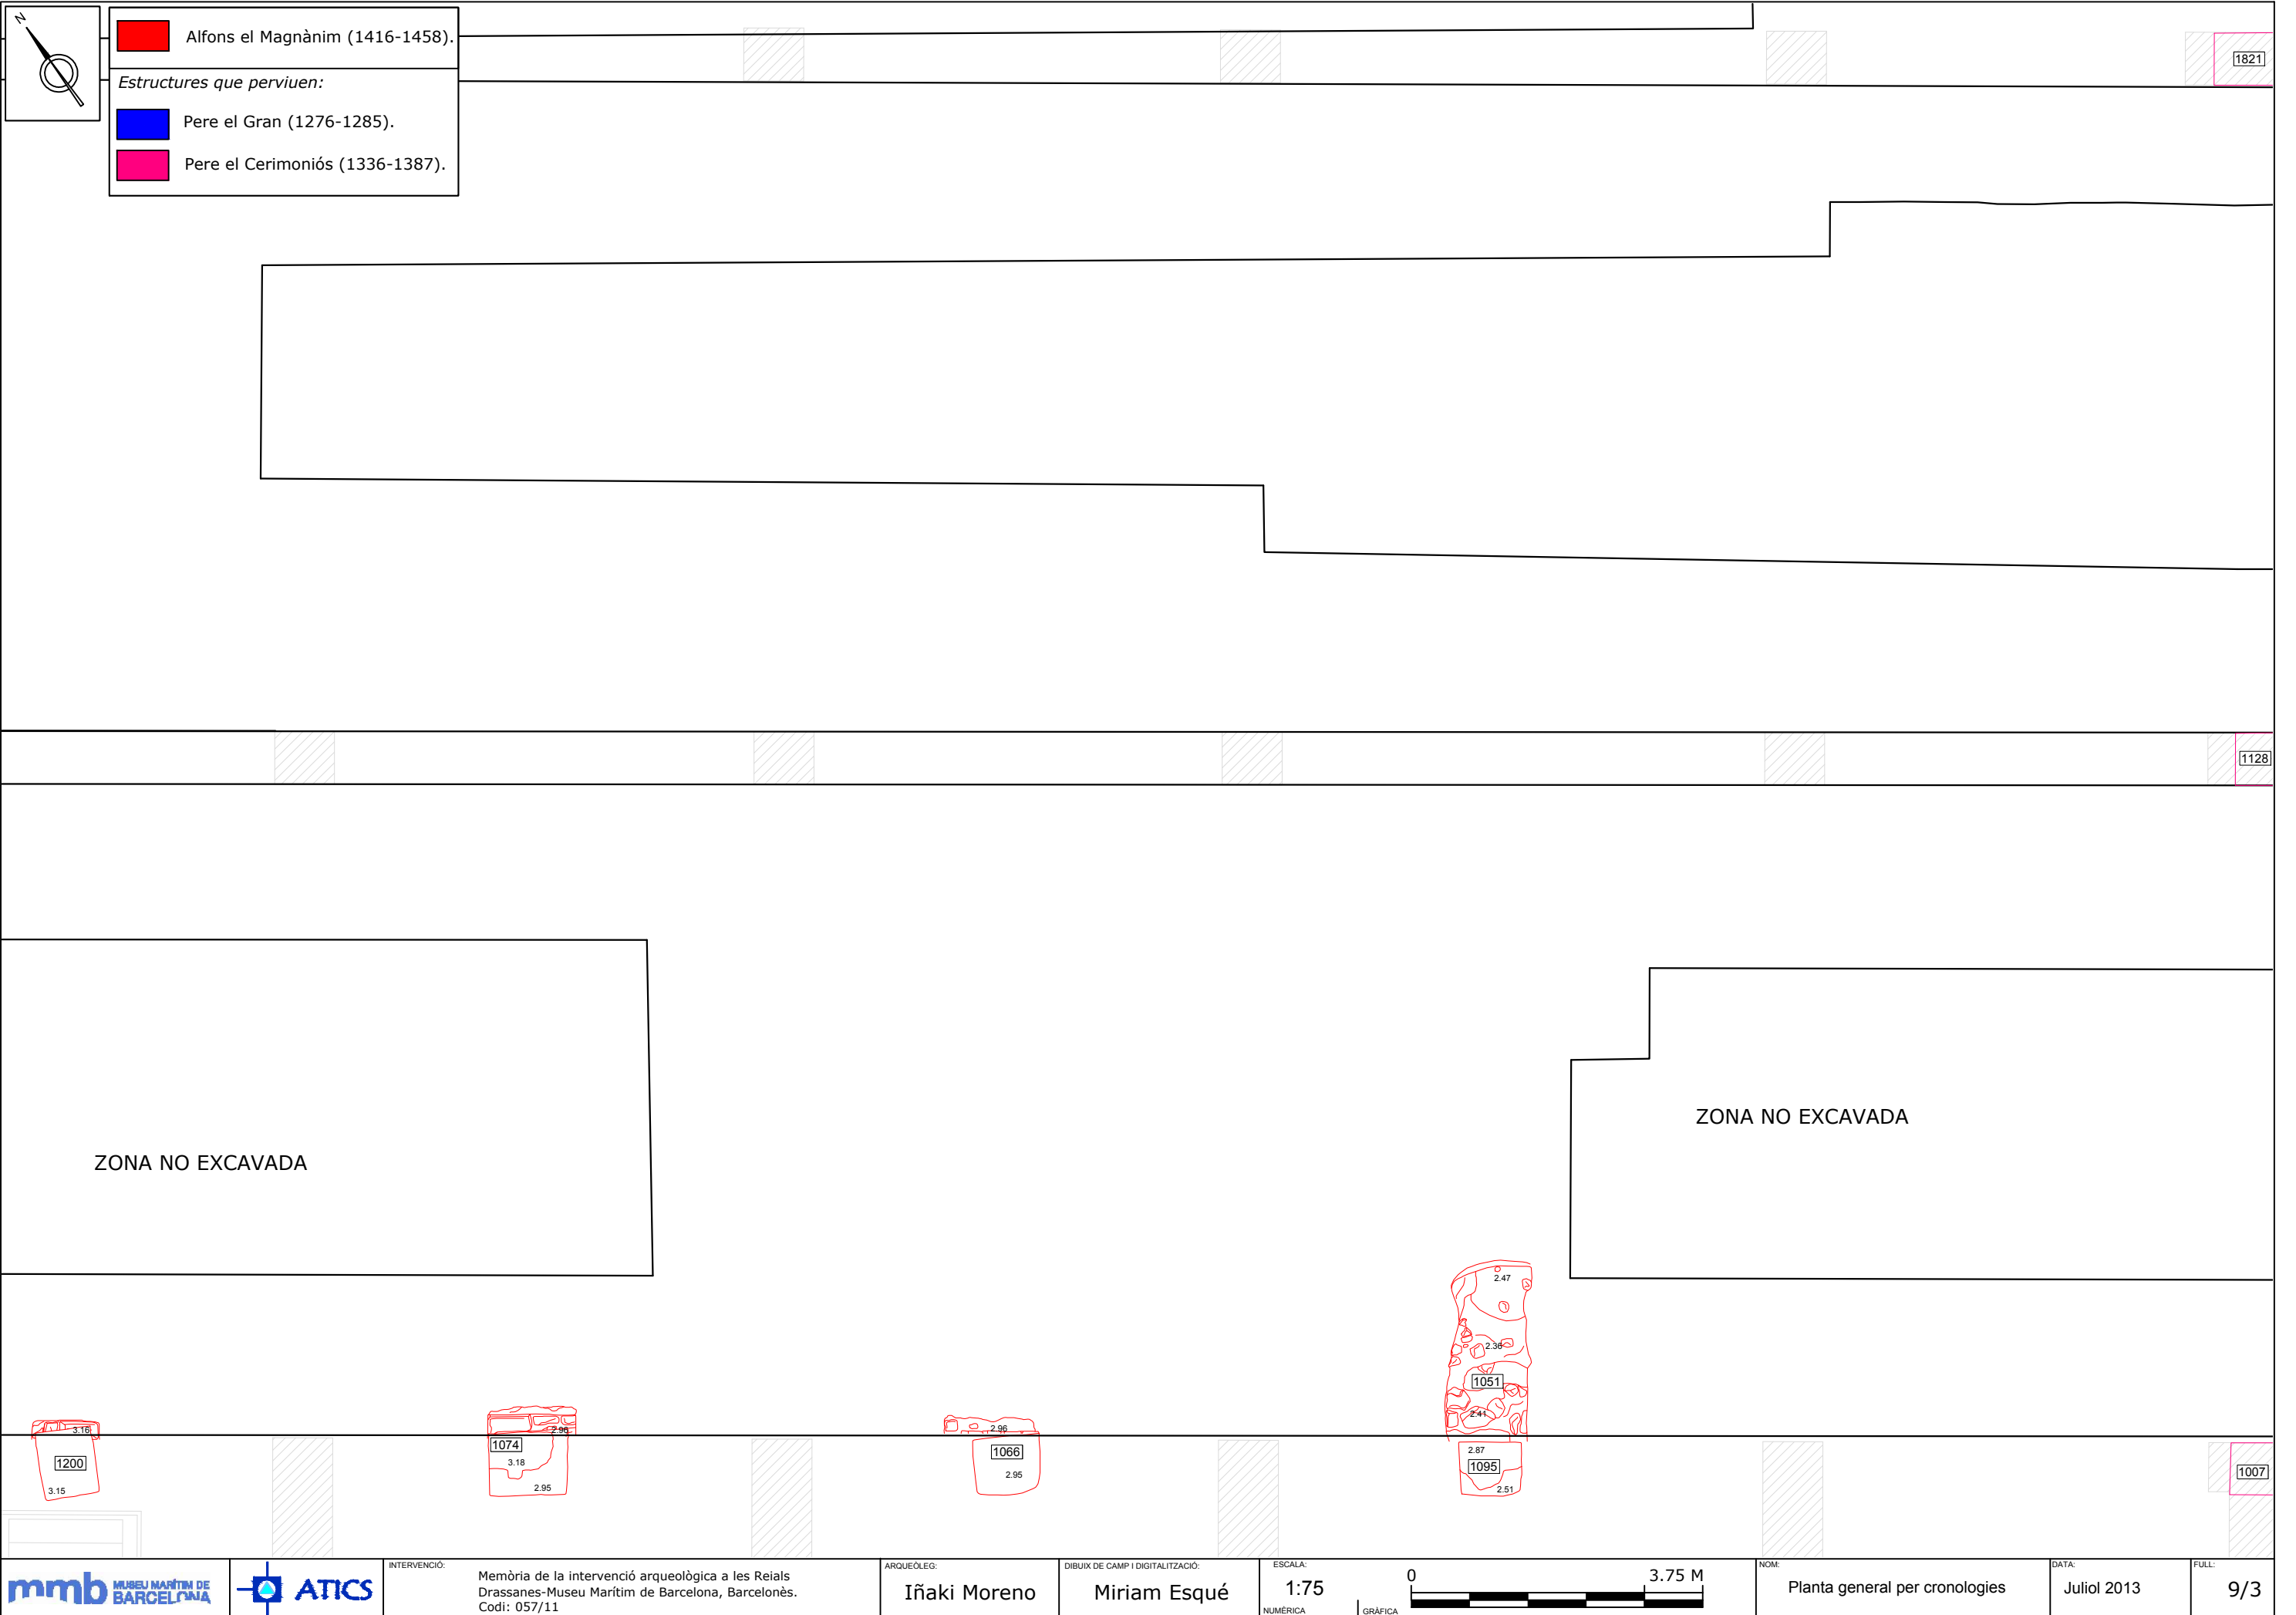 N
Alfons el Magnànim (1416-1458).
Estructures que perviuen:
Pere el Gran (1276-1285).
Pere el Cerimoniós (1336-1387).
1821
1128
ZONA NO EXCAVADA
ZONA NO EXCAVADA
2.47
2.36
1051
2.41
3.16
1200
3.15
2.96
1074
3.18
2.95
2.96
1066
2.95
2.87
1095
2.51
1007
mmb MUSEU MARÍTIM DE
BARCELONA
ATICS
INTERVENCIÓ:
Memòria de la intervenció arqueològica a les Reials
Drassanes-Museu Marítim de Barcelona, Barcelonès.
Codi: 057/11
ARQUEÒLEG:
Iñaki Moreno
DIBUIX DE CAMP I DIGITALITZACIÓ:
Miriam Esqué
ESCALA:
1:75
NUMÈRICA
GRÀFICA
0 3.75 M
NOM:
Planta general per cronologies
DATA:
Juliol 2013
FULL:
9/3